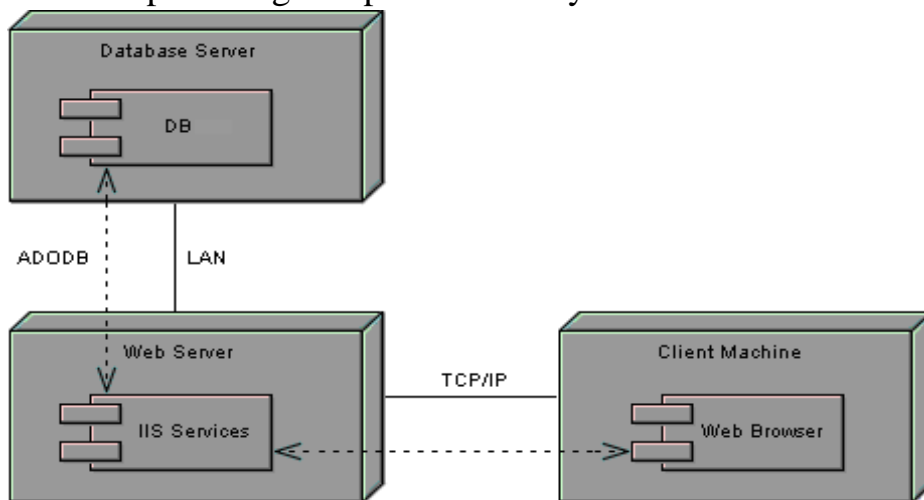 Database Server
DB
ADODB
LAN
Web Server
Client Machine
TCP/IP
IIS Services
Web Browser